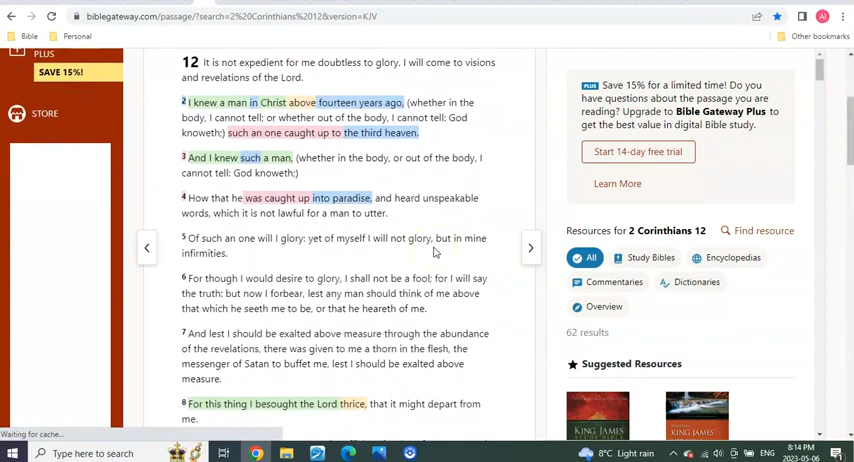 biblegateway.com/passage/?search=2%20Corinthians%2012&version=KJV
AI
Bible
Personal
Other bookmarks
PLUS
SAVE 15%!
STORE
12 It is not expedient for me doubtless to glory. I will come to visions
and revelations of the Lord.
2 I knew a man in Christ above fourteen years ago, (whether in the
body, I cannot tell; or whether out of the body, I cannot tell: God
knoweth;) such an one caught up to the third heaven.
3 And I knew such a man, (whether in the body, or out of the body, I
cannot tell: God knoweth;)
4 How that he was caught up into paradise, and heard unspeakable
words, which it is not lawful for a man to utter.
5 Of such an one will I glory: yet of myself I will not glory, but in mine
infirmities.
6 For though I would desire to glory, I shall not be a fool; for I will say
the truth: but now I forbear, lest any man should think of me above
that which he seeth me to be, or that he heareth of me.
7 And lest I should be exalted above measure through the abundance
of the revelations, there was given to me a thorn in the flesh, the
messenger of Satan to buffet me, lest I should be exalted above
measure.
8 For this thing I besought the Lord thrice, that it might depart from
me.
PLUS Save 15% for a limited time! Do you
have questions about the passage you are
reading? Upgrade to Bible Gateway Plus to
get the best value in digital Bible study.
Start 14-day free trial
Learn More
Resources for 2 Corinthians 12
Find resource
All
Study Bibles
Encyclopedias
Commentaries
Dictionaries
Overview
62 results
Suggested Resources
KING JAMES
STUDY BIBLE
KING JAMES
Waiting for cache...
Type here to search
8°C Light rain
ENG
8:14 PM
2023-05-06